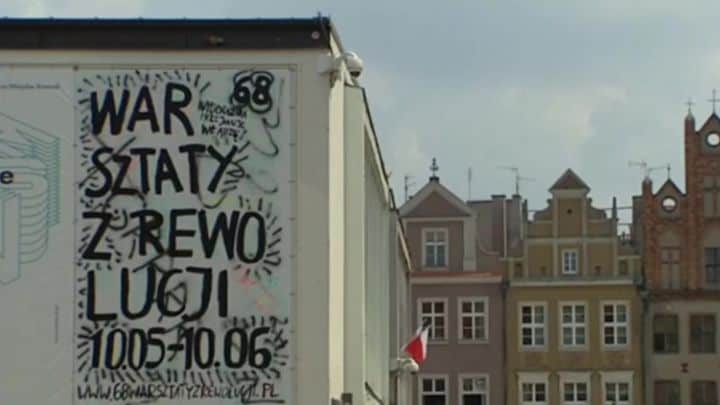 68
WAR
SZTATY
Z REWO
LUCJI
10.05-10.06
WWW.68WARSZTATYZREWOLUCJI.PL